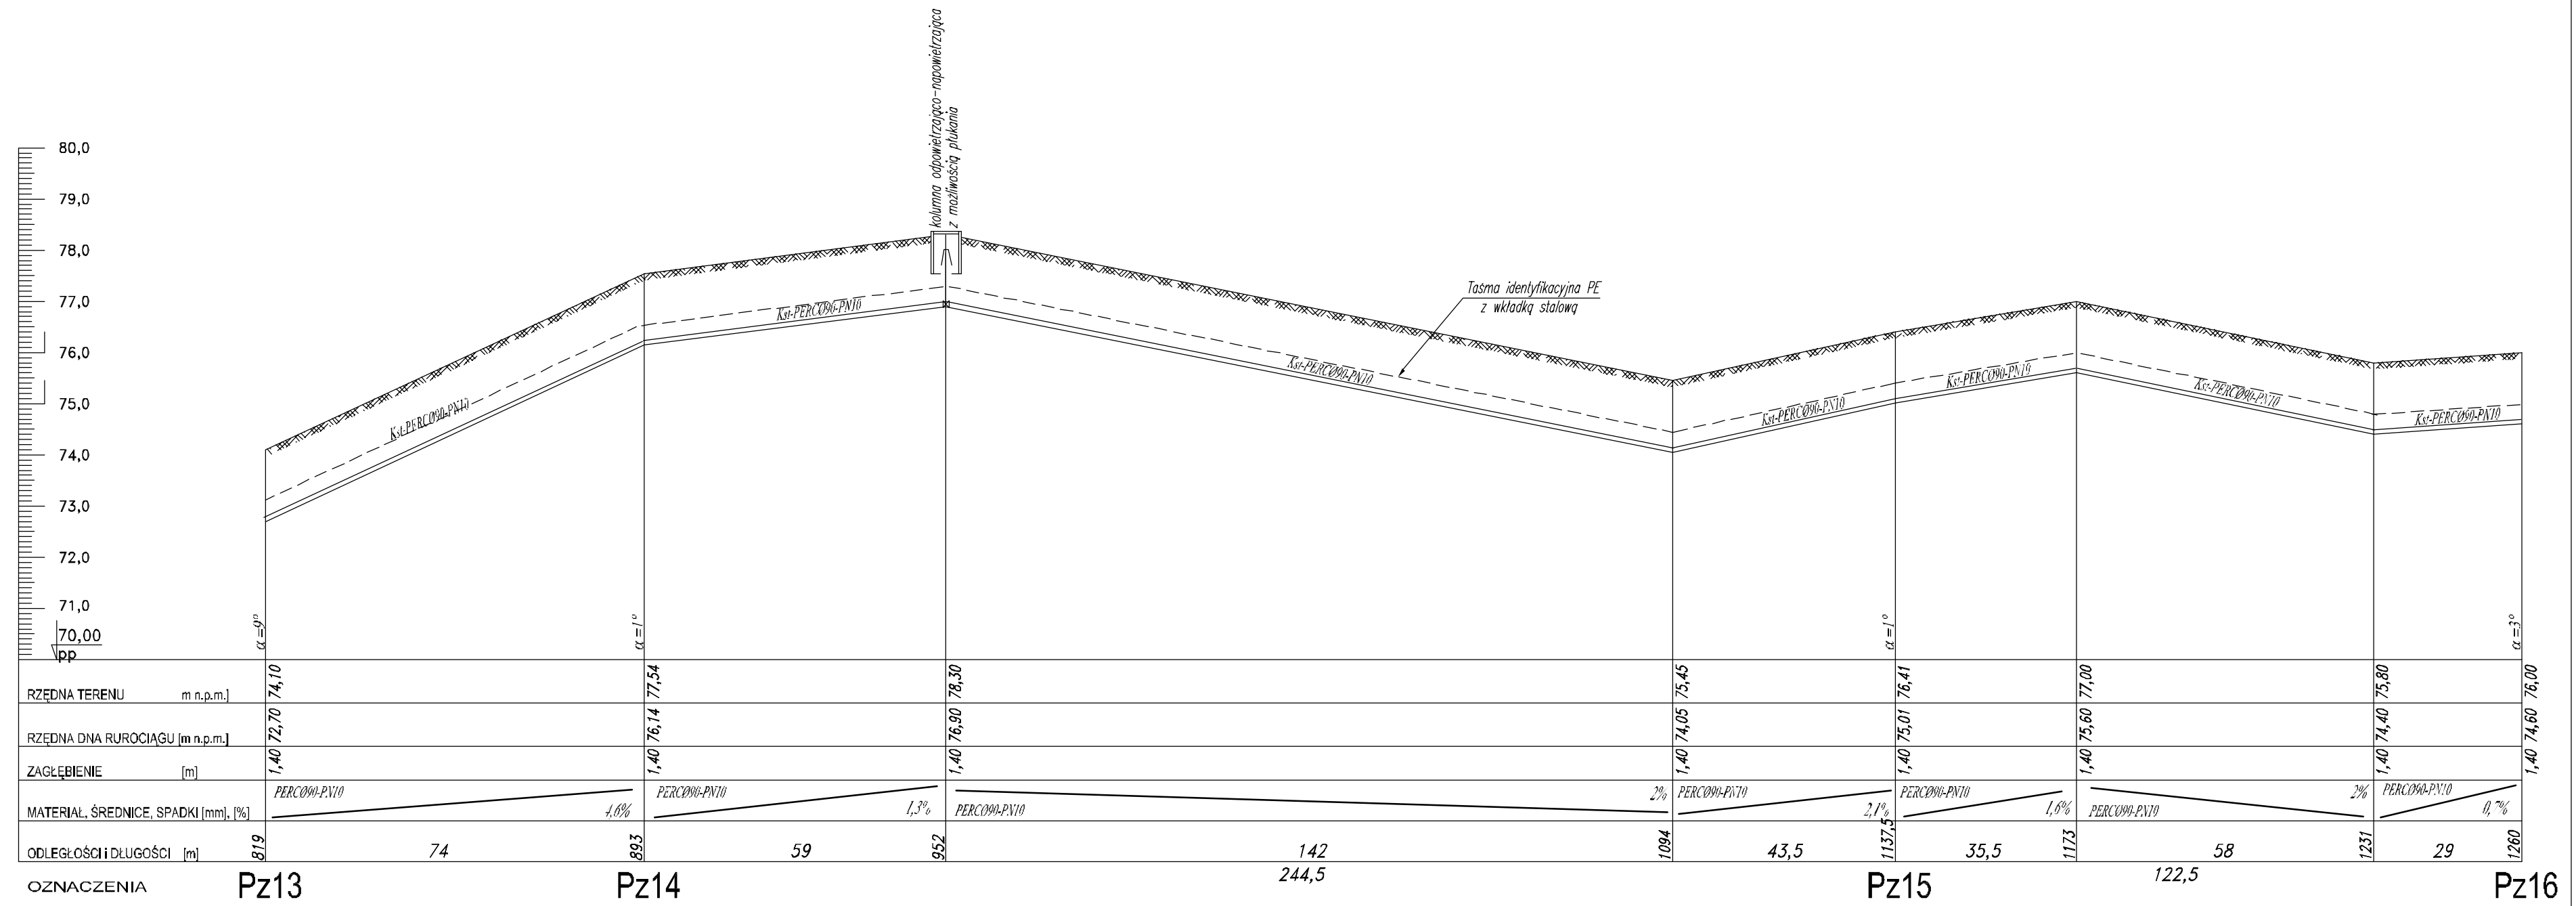 kolumna odpowietrzająco-napowietrzająca
z możliwością płukania
80,0
79,0
78,0
77,0
76,0
75,0
74,0
73,0
72,0
71,0
70,00
pp
Taśma identyfikacyjna PE
z wkładką stalową
Kst-PERCØ90-PN10
Kst-PERCØ90-PN10
Kst-PERCØ90-PN10
Kst-PERCØ90-PN10
Kst-PERCØ90-PN10
Kst-PERCØ90-PN10
Kst-PERCØ90-PN10
α=9°
α=1°
α=1°
α=3°
RZĘDNA TERENU m n.p.m.] 74,10 77,54 78,30 75,45 76,41 77,00 75,80 76,00
RZĘDNA DNA RUROCIĄGU [m n.p.m.] 72,70 76,14 76,90 74,05 75,01 75,60 74,40 74,60
ZAGŁĘBIENIE [m] 1,40 1,40 1,40 1,40 1,40 1,40 1,40 1,40
MATERIAŁ, ŚREDNICE, SPADKI [mm], [%] PERCØ90-PN10 4,6% PERCØ90-PN10 1,3% PERCØ90-PN10 2% PERCØ90-PN10 2,1% PERCØ90-PN10 1,6% PERCØ90-PN10 2% PERCØ90-PN10 0,7%
ODLEGŁOŚCI i DŁUGOŚCI [m] 819 74 893 59 952 142 1094 43,5 1137,5 35,5 1173 58 1231 29 1260
244,5 122,5
OZNACZENIA Pz13 Pz14 Pz15 Pz16